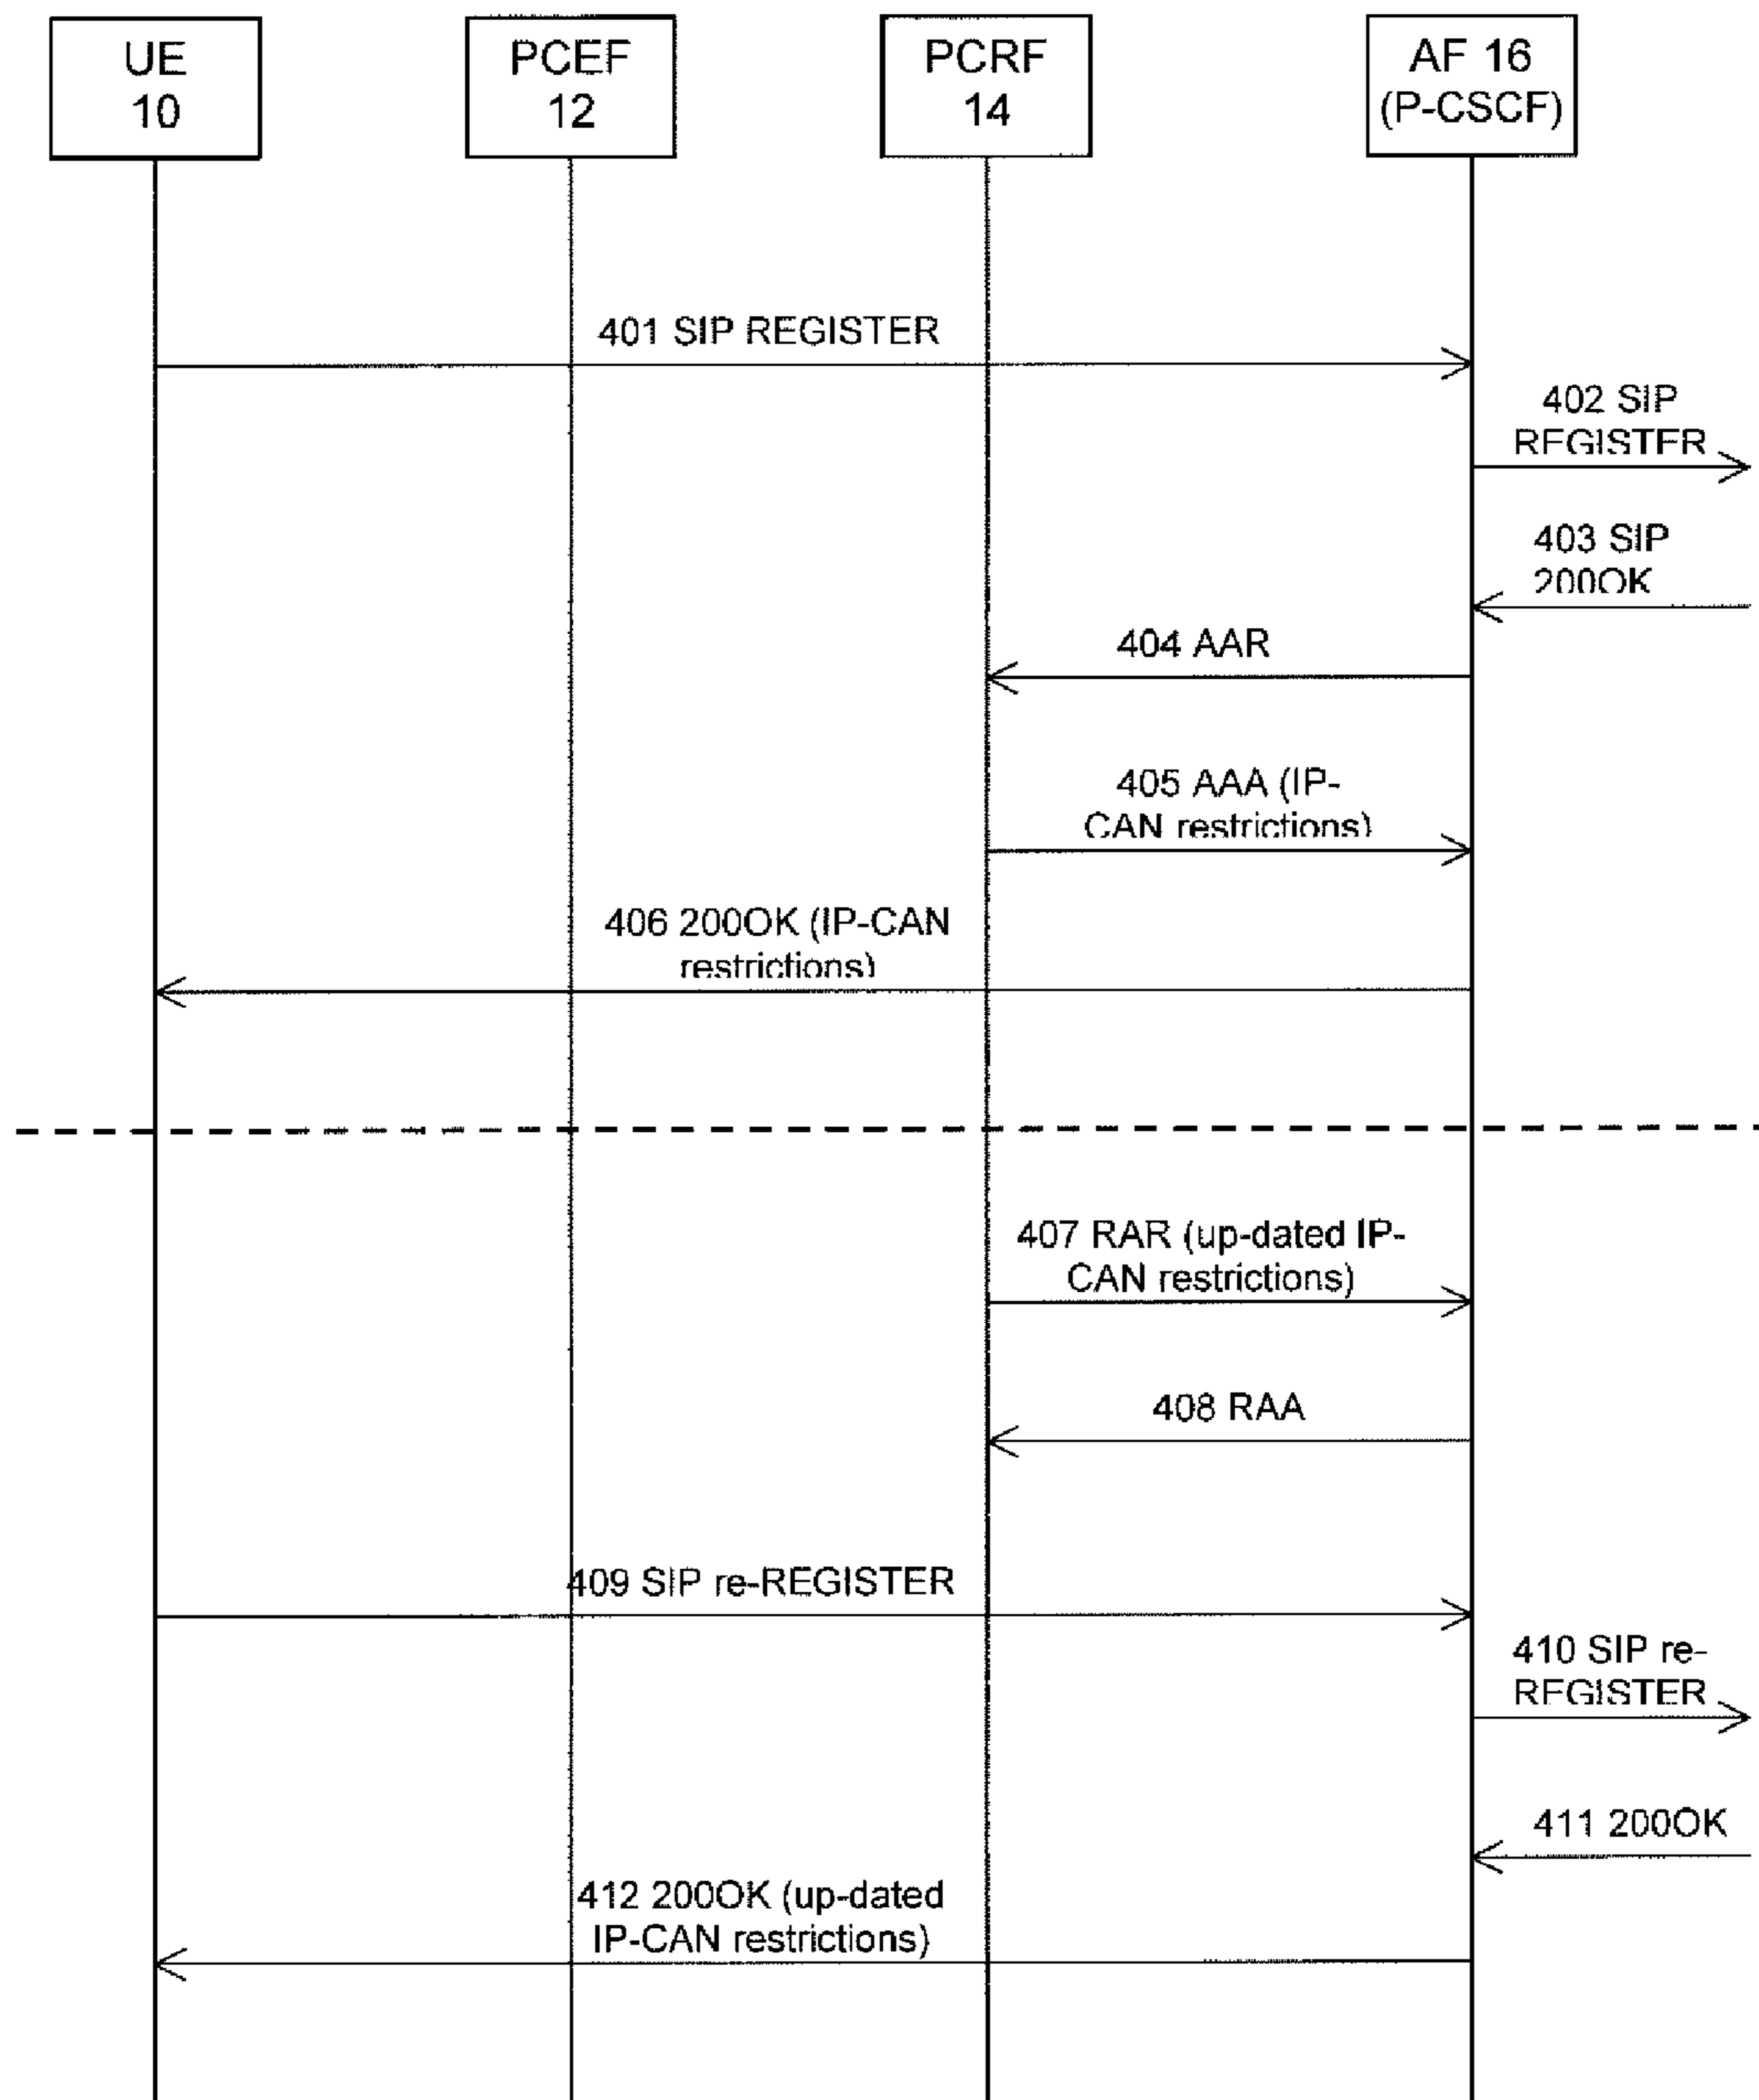 UE
10
PCEF
12
PCRF
14
AF 16
(P-CSCF)
401 SIP REGISTER
402 SIP
REGISTER
403 SIP
200OK
404 AAR
405 AAA (IP-
CAN restrictions)
406 200OK (IP-CAN
restrictions)
407 RAR (up-dated IP-
CAN restrictions)
408 RAA
409 SIP re-REGISTER
410 SIP re-
REGISTER
411 200OK
412 200OK (up-dated
IP-CAN restrictions)